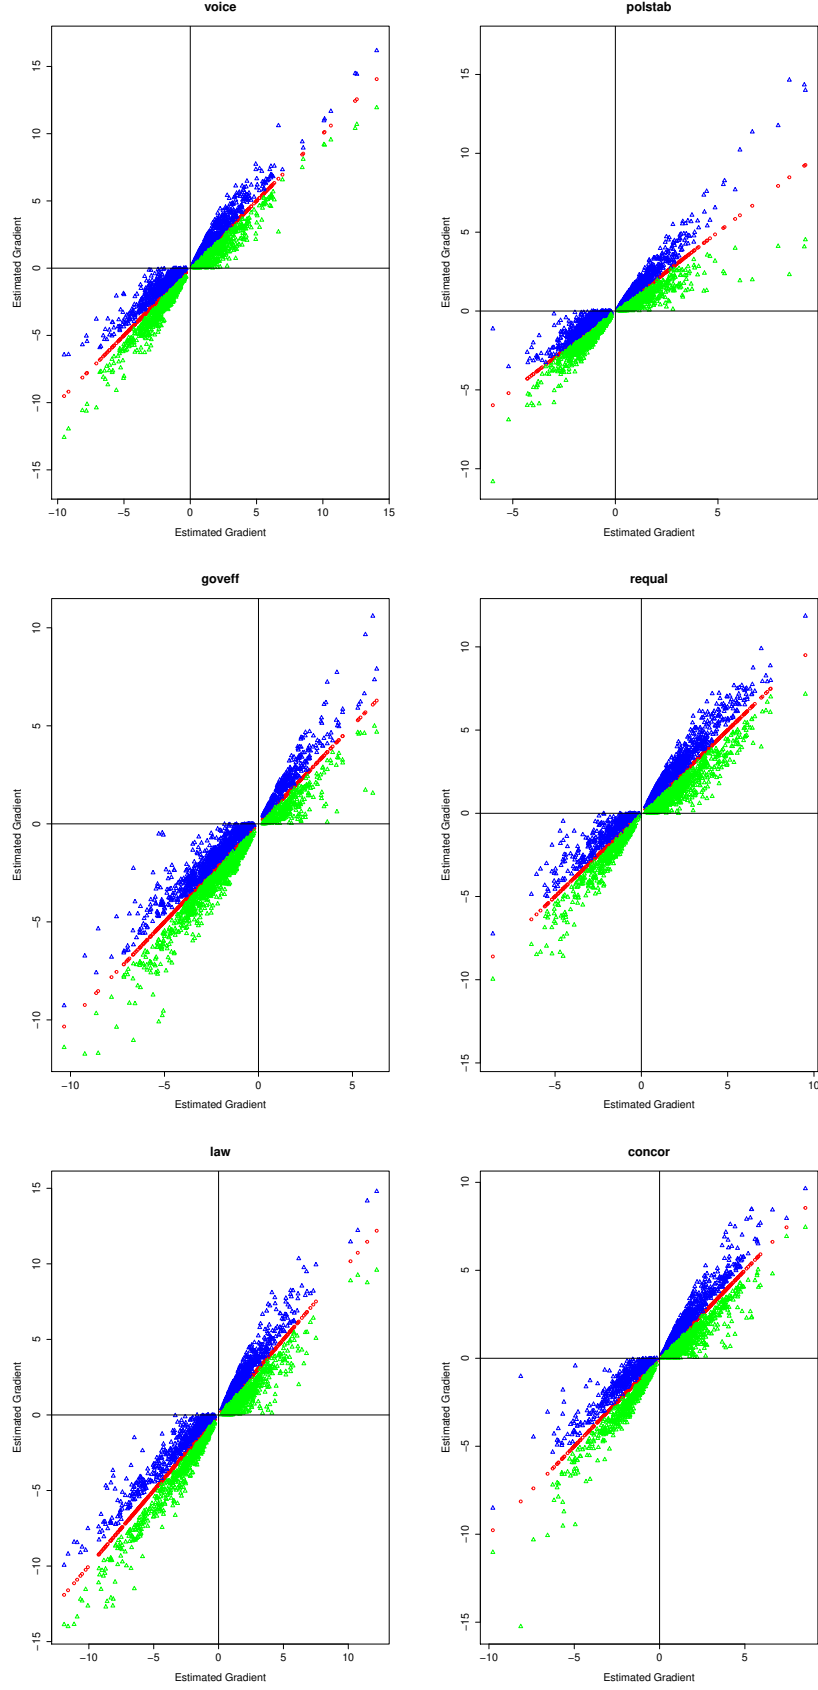 voice
polstab
Estimated Gradient
15
10
5
0
−5
−10
−15
Estimated Gradient
15
10
5
0
−5
−10
−10 −5 0 5 10 15
−5 0 5
Estimated Gradient
Estimated Gradient
goveff
requal
Estimated Gradient
10
5
0
−5
−10
Estimated Gradient
10
5
0
−5
−10
−15
−10 −5 0 5
−5 0 5 10
Estimated Gradient
Estimated Gradient
law
concor
Estimated Gradient
15
10
5
0
−5
−10
−15
Estimated Gradient
10
5
0
−5
−10
−15
−10 −5 0 5 10
−10 −5 0 5
Estimated Gradient
Estimated Gradient